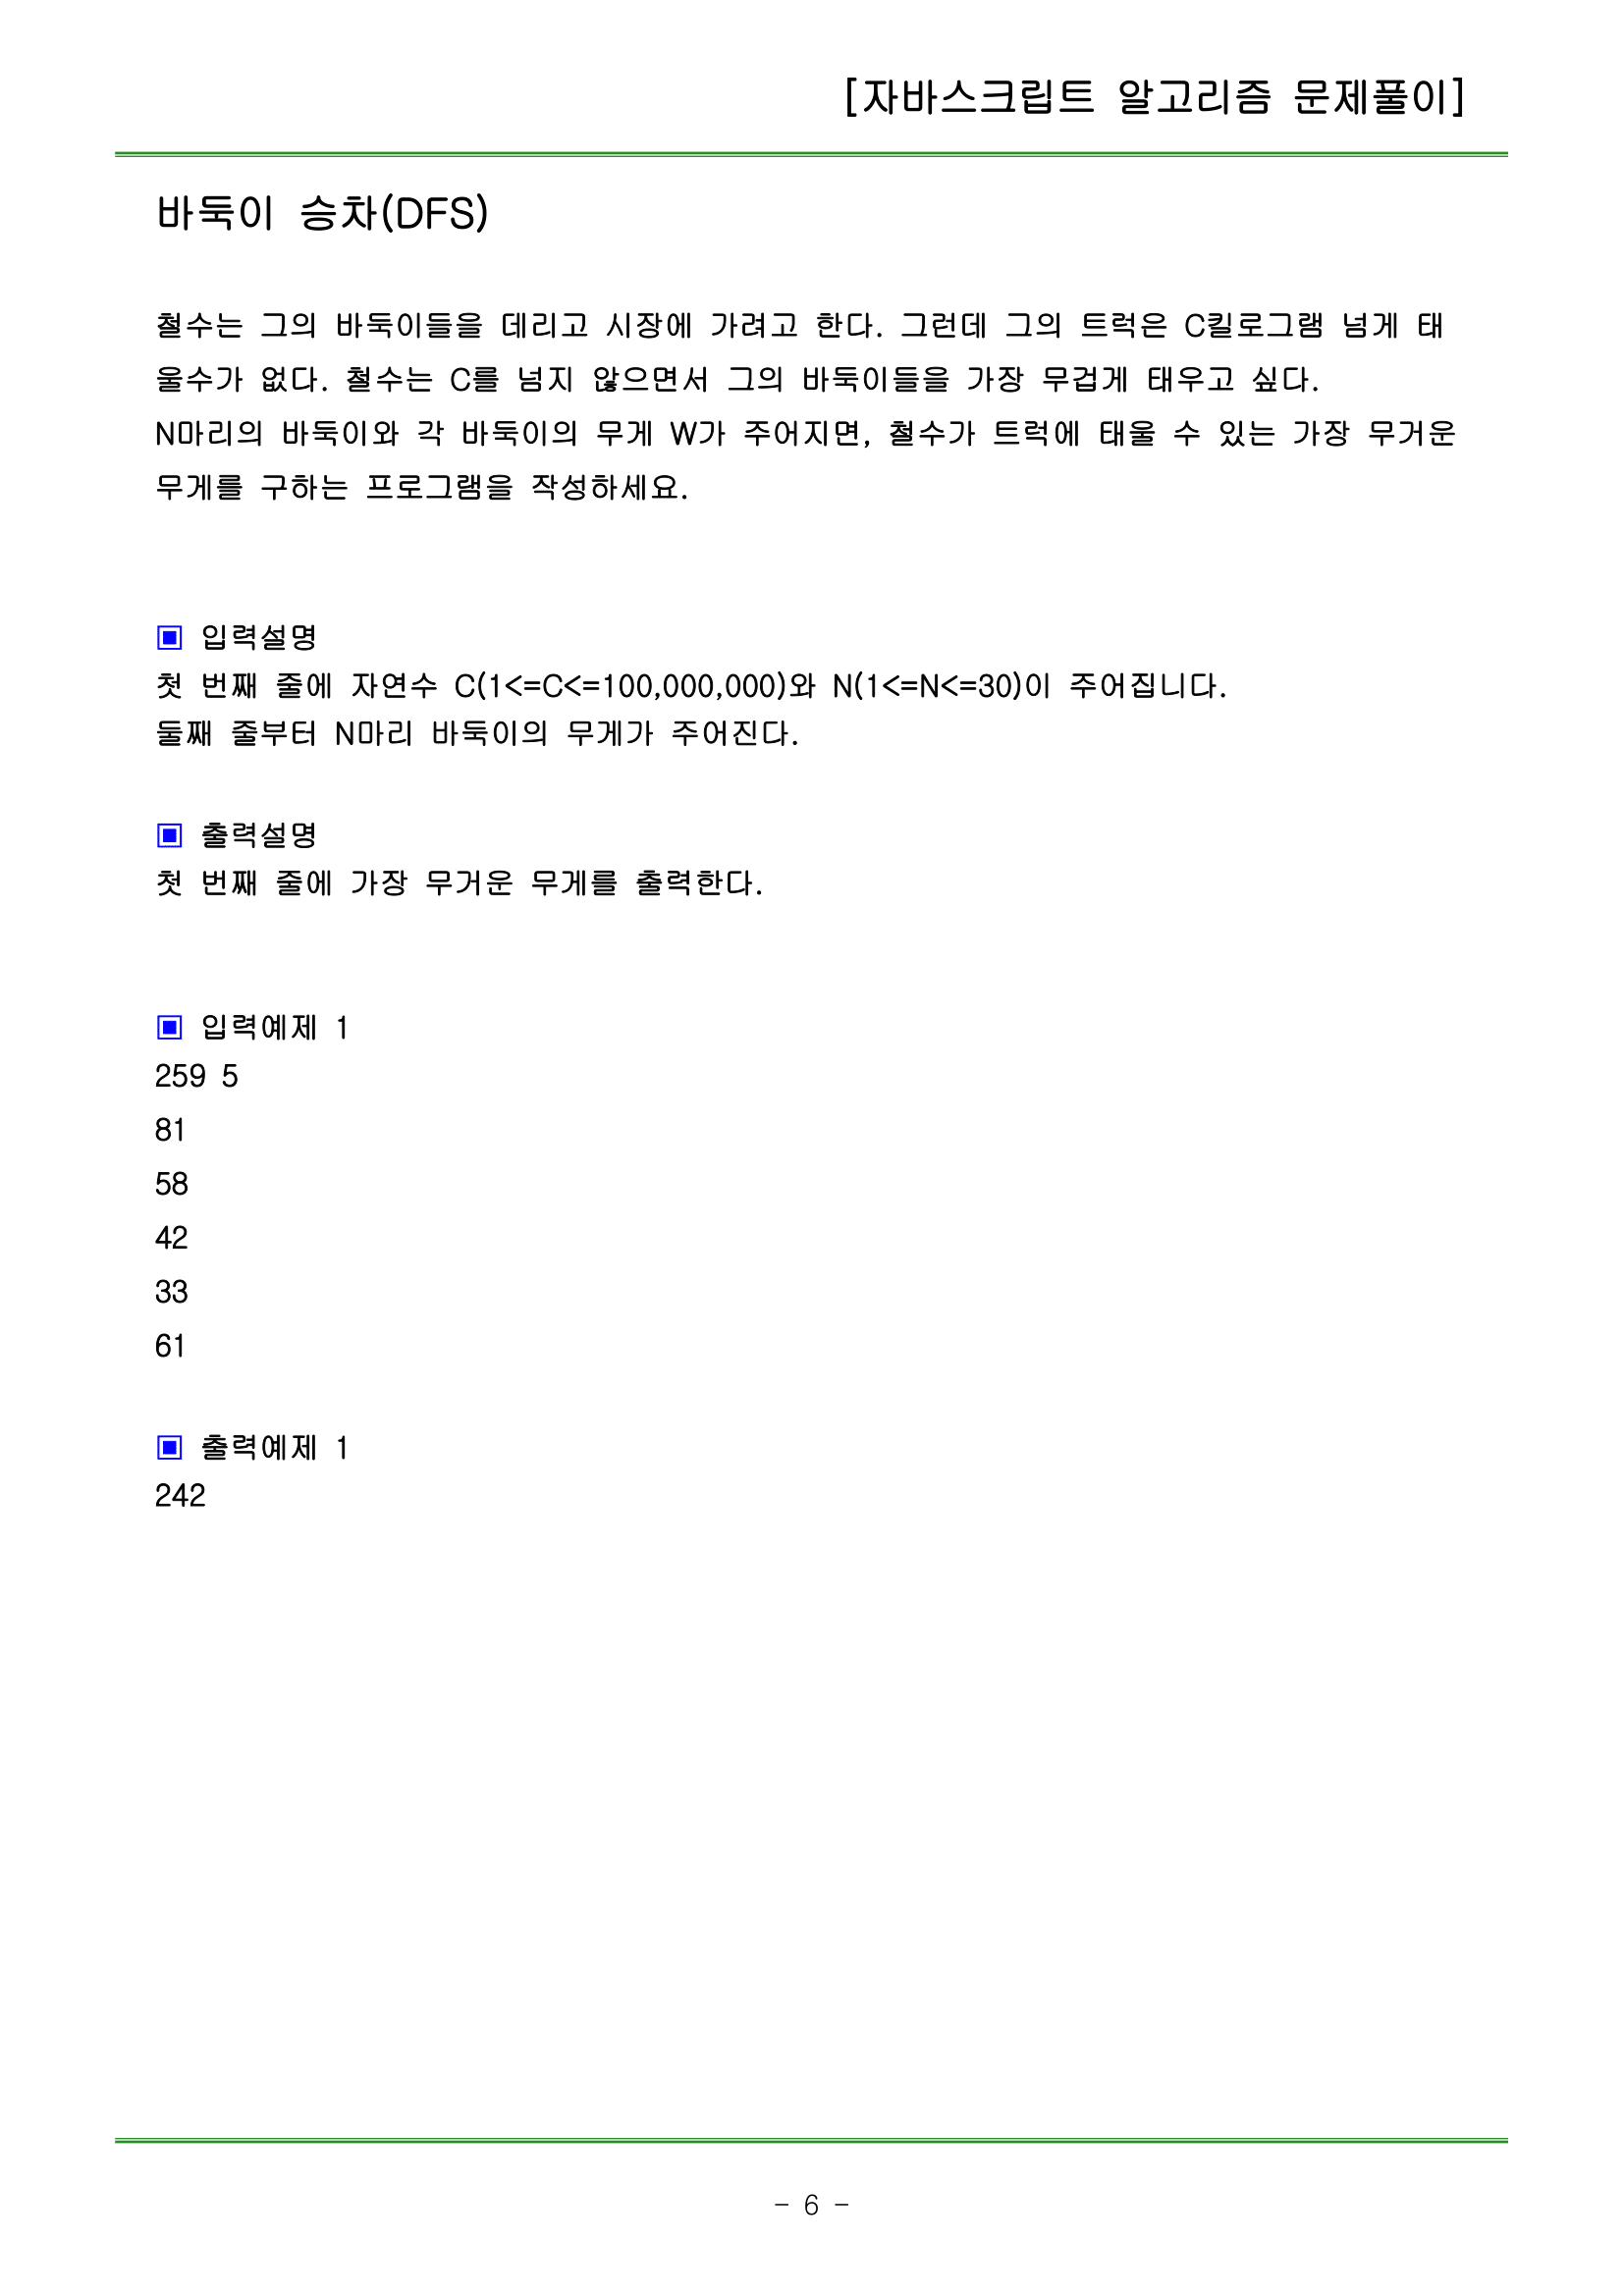 [자바스크립트 알고리즘 문제풀이]
바둑이 승차(DFS)
철수는 그의 바둑이들을 데리고 시장에 가려고 한다. 그런데 그의 트럭은 C킬로그램 넘게 태
울수가 없다. 철수는 C를 넘지 않으면서 그의 바둑이들을 가장 무겁게 태우고 싶다.
N마리의 바둑이와 각 바둑이의 무게 W가 주어지면, 철수가 트럭에 태울 수 있는 가장 무거운
무게를 구하는 프로그램을 작성하세요.
▣ 입력설명
첫 번째 줄에 자연수 C(1<=C<=100,000,000)와 N(1<=N<=30)이 주어집니다.
둘째 줄부터 N마리 바둑이의 무게가 주어진다.
▣ 출력설명
첫 번째 줄에 가장 무거운 무게를 출력한다.
▣ 입력예제 1
259 5
81
58
42
33
61
▣ 출력예제 1
242
- 6 -